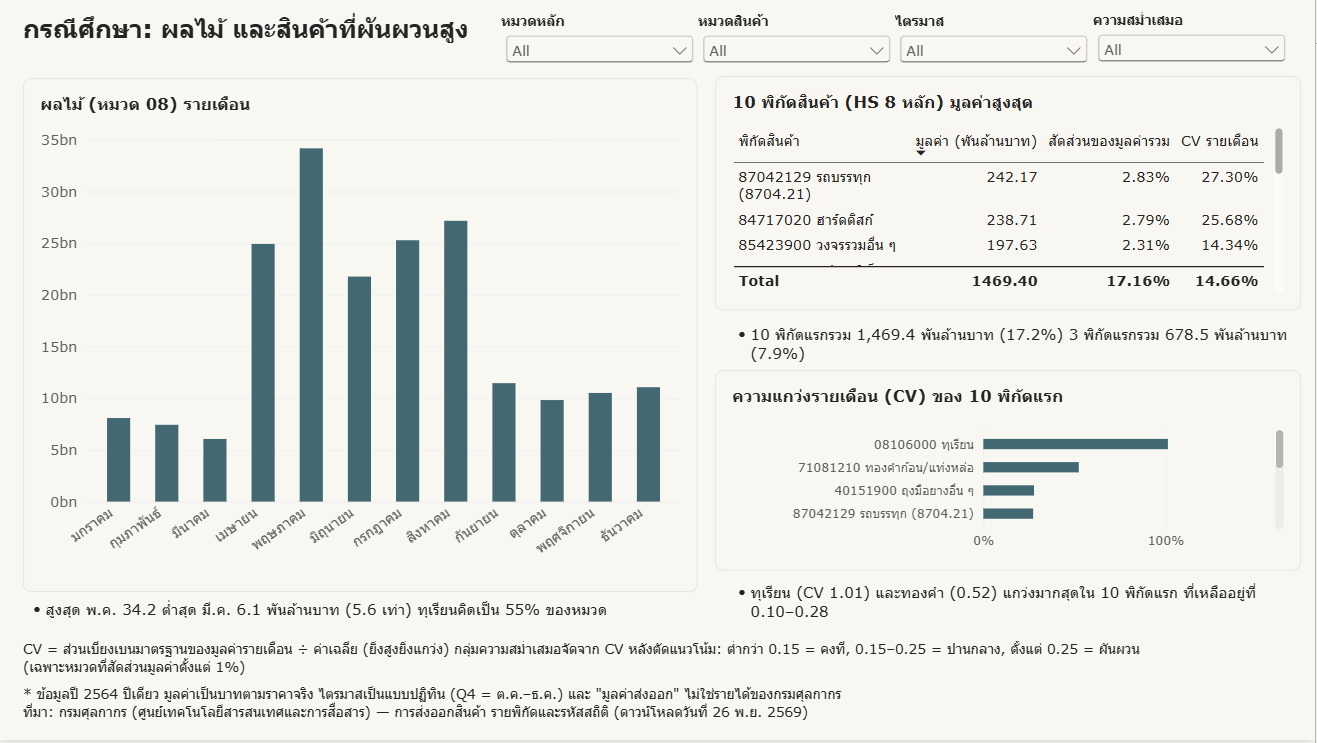 กรณีศึกษา: ผลไม้ และสินค้าที่ผันผวนสูง
หมวดหลัก
All
หมวดสินค้า
All
ไตรมาส
All
ความสม่ำเสมอ
All
ผลไม้ (หมวด 08) รายเดือน
35bn
30bn
25bn
20bn
15bn
10bn
5bn
0bn
มกราคม
กุมภาพันธ์
มีนาคม
เมษายน
พฤษภาคม
มิถุนายน
กรกฎาคม
สิงหาคม
กันยายน
ตุลาคม
พฤศจิกายน
ธันวาคม
• สูงสุด พ.ค. 34.2 ต่ำสุด มี.ค. 6.1 พันล้านบาท (5.6 เท่า) ทุเรียนคิดเป็น 55% ของหมวด
10 พิกัดสินค้า (HS 8 หลัก) มูลค่าสูงสุด
พิกัดสินค้า มูลค่า (พันล้านบาท) สัดส่วนของมูลค่ารวม CV รายเดือน
87042129 รถบรรทุก 242.17 2.83% 27.30%
(8704.21)
84717020 ฮาร์ดดิสก์ 238.71 2.79% 25.68%
85423900 วงจรรวมอื่น ๆ 197.63 2.31% 14.34%
Total 1469.40 17.16% 14.66%
• 10 พิกัดแรกรวม 1,469.4 พันล้านบาท (17.2%) 3 พิกัดแรกรวม 678.5 พันล้านบาท
(7.9%)
ความแกว่งรายเดือน (CV) ของ 10 พิกัดแรก
08106000 ทุเรียน
71081210 ทองคำก้อน/แท่งหล่อ
40151900 ถุงมือยางอื่น ๆ
87042129 รถบรรทุก (8704.21)
0% 100%
• ทุเรียน (CV 1.01) และทองคำ (0.52) แกว่งมากสุดใน 10 พิกัดแรก ที่เหลืออยู่ที่
0.10–0.28
CV = ส่วนเบี่ยงเบนมาตรฐานของมูลค่ารายเดือน ÷ ค่าเฉลี่ย (ยิ่งสูงยิ่งแกว่ง) กลุ่มความสม่ำเสมอจัดจาก CV หลังตัดแนวโน้ม: ต่ำกว่า 0.15 = คงที่, 0.15–0.25 = ปานกลาง, ตั้งแต่ 0.25 = ผันผวน
(เฉพาะหมวดที่สัดส่วนมูลค่าตั้งแต่ 1%)
* ข้อมูลปี 2564 ปีเดียว มูลค่าเป็นบาทตามราคาจริง ไตรมาสเป็นแบบปฏิทิน (Q4 = ต.ค.–ธ.ค.) และ "มูลค่าส่งออก" ไม่ใช่รายได้ของกรมศุลกากร
ที่มา: กรมศุลกากร (ศูนย์เทคโนโลยีสารสนเทศและการสื่อสาร) — การส่งออกสินค้า รายพิกัดและรหัสสถิติ (ดาวน์โหลดวันที่ 26 พ.ย. 2569)